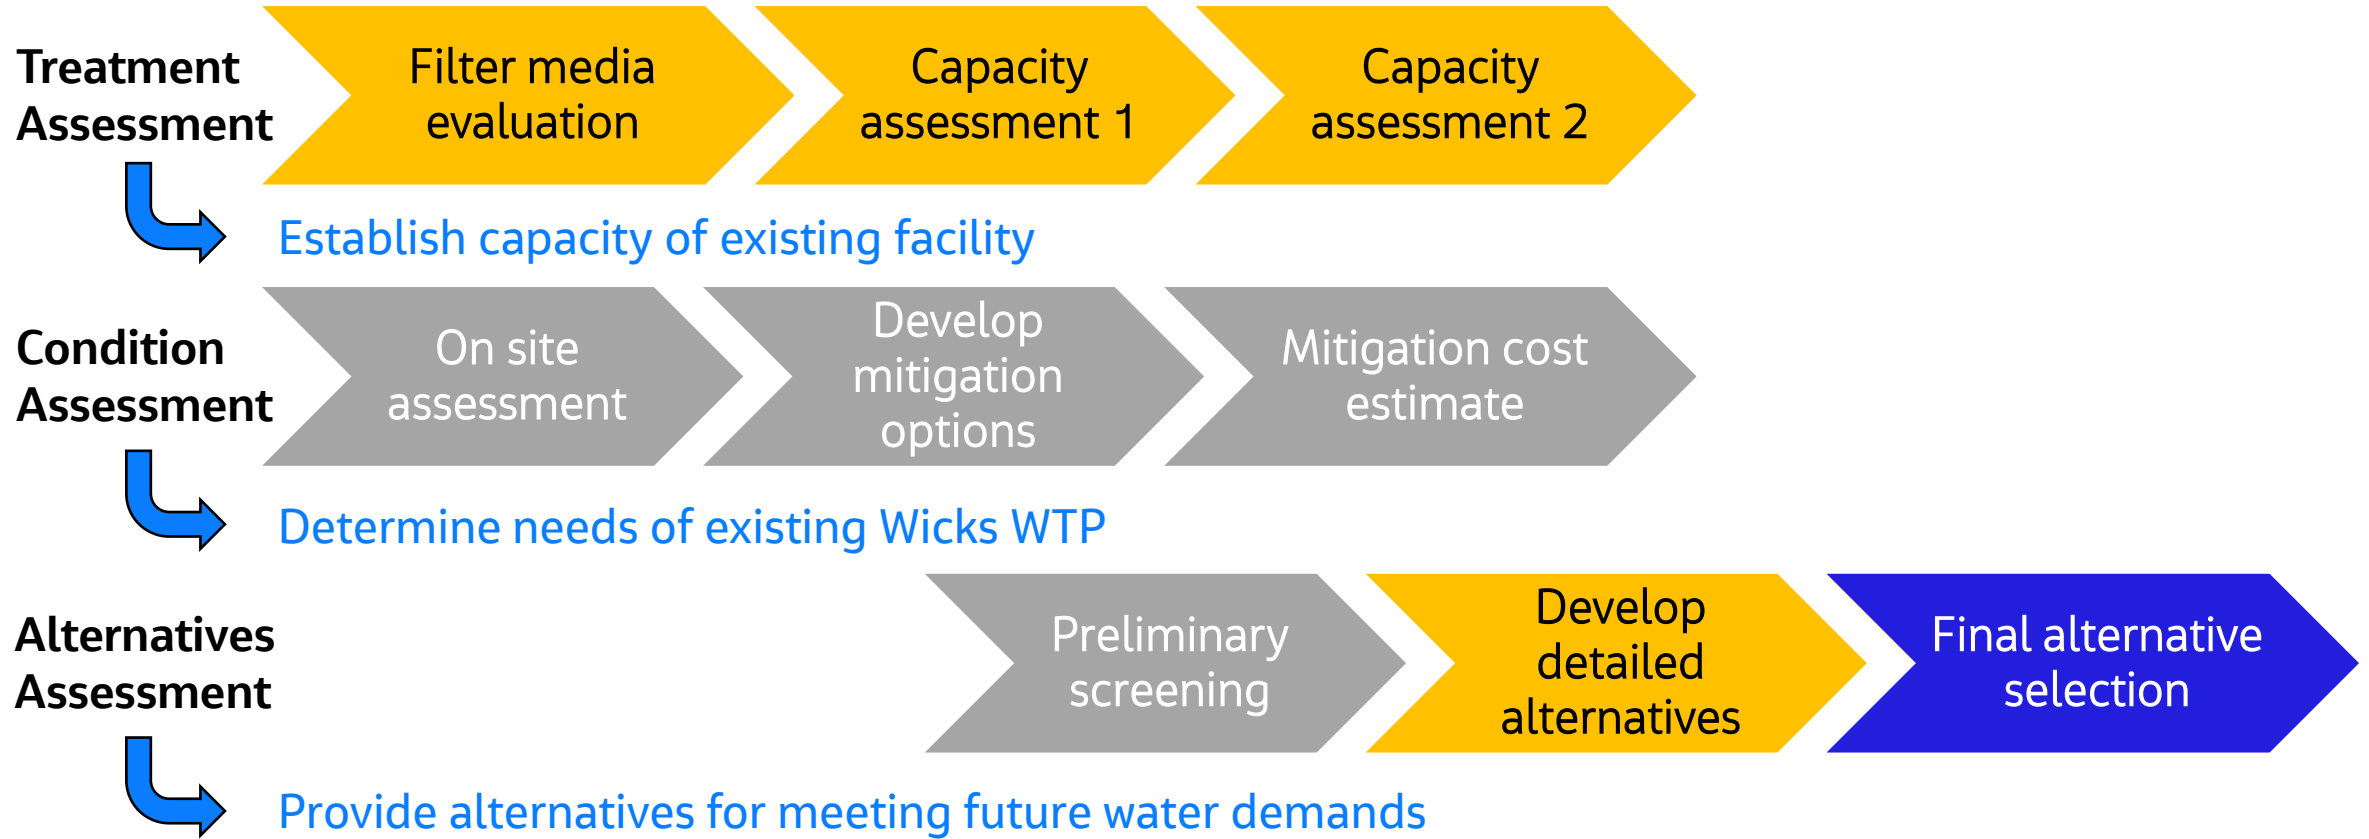 Treatment
Assessment
Filter media
evaluation
Capacity
assessment 1
Capacity
assessment 2
Establish capacity of existing facility
Condition
Assessment
On site
assessment
Develop
mitigation
options
Mitigation cost
estimate
Determine needs of existing Wicks WTP
Alternatives
Assessment
Preliminary
screening
Develop
detailed
alternatives
Final alternative
selection
Provide alternatives for meeting future water demands